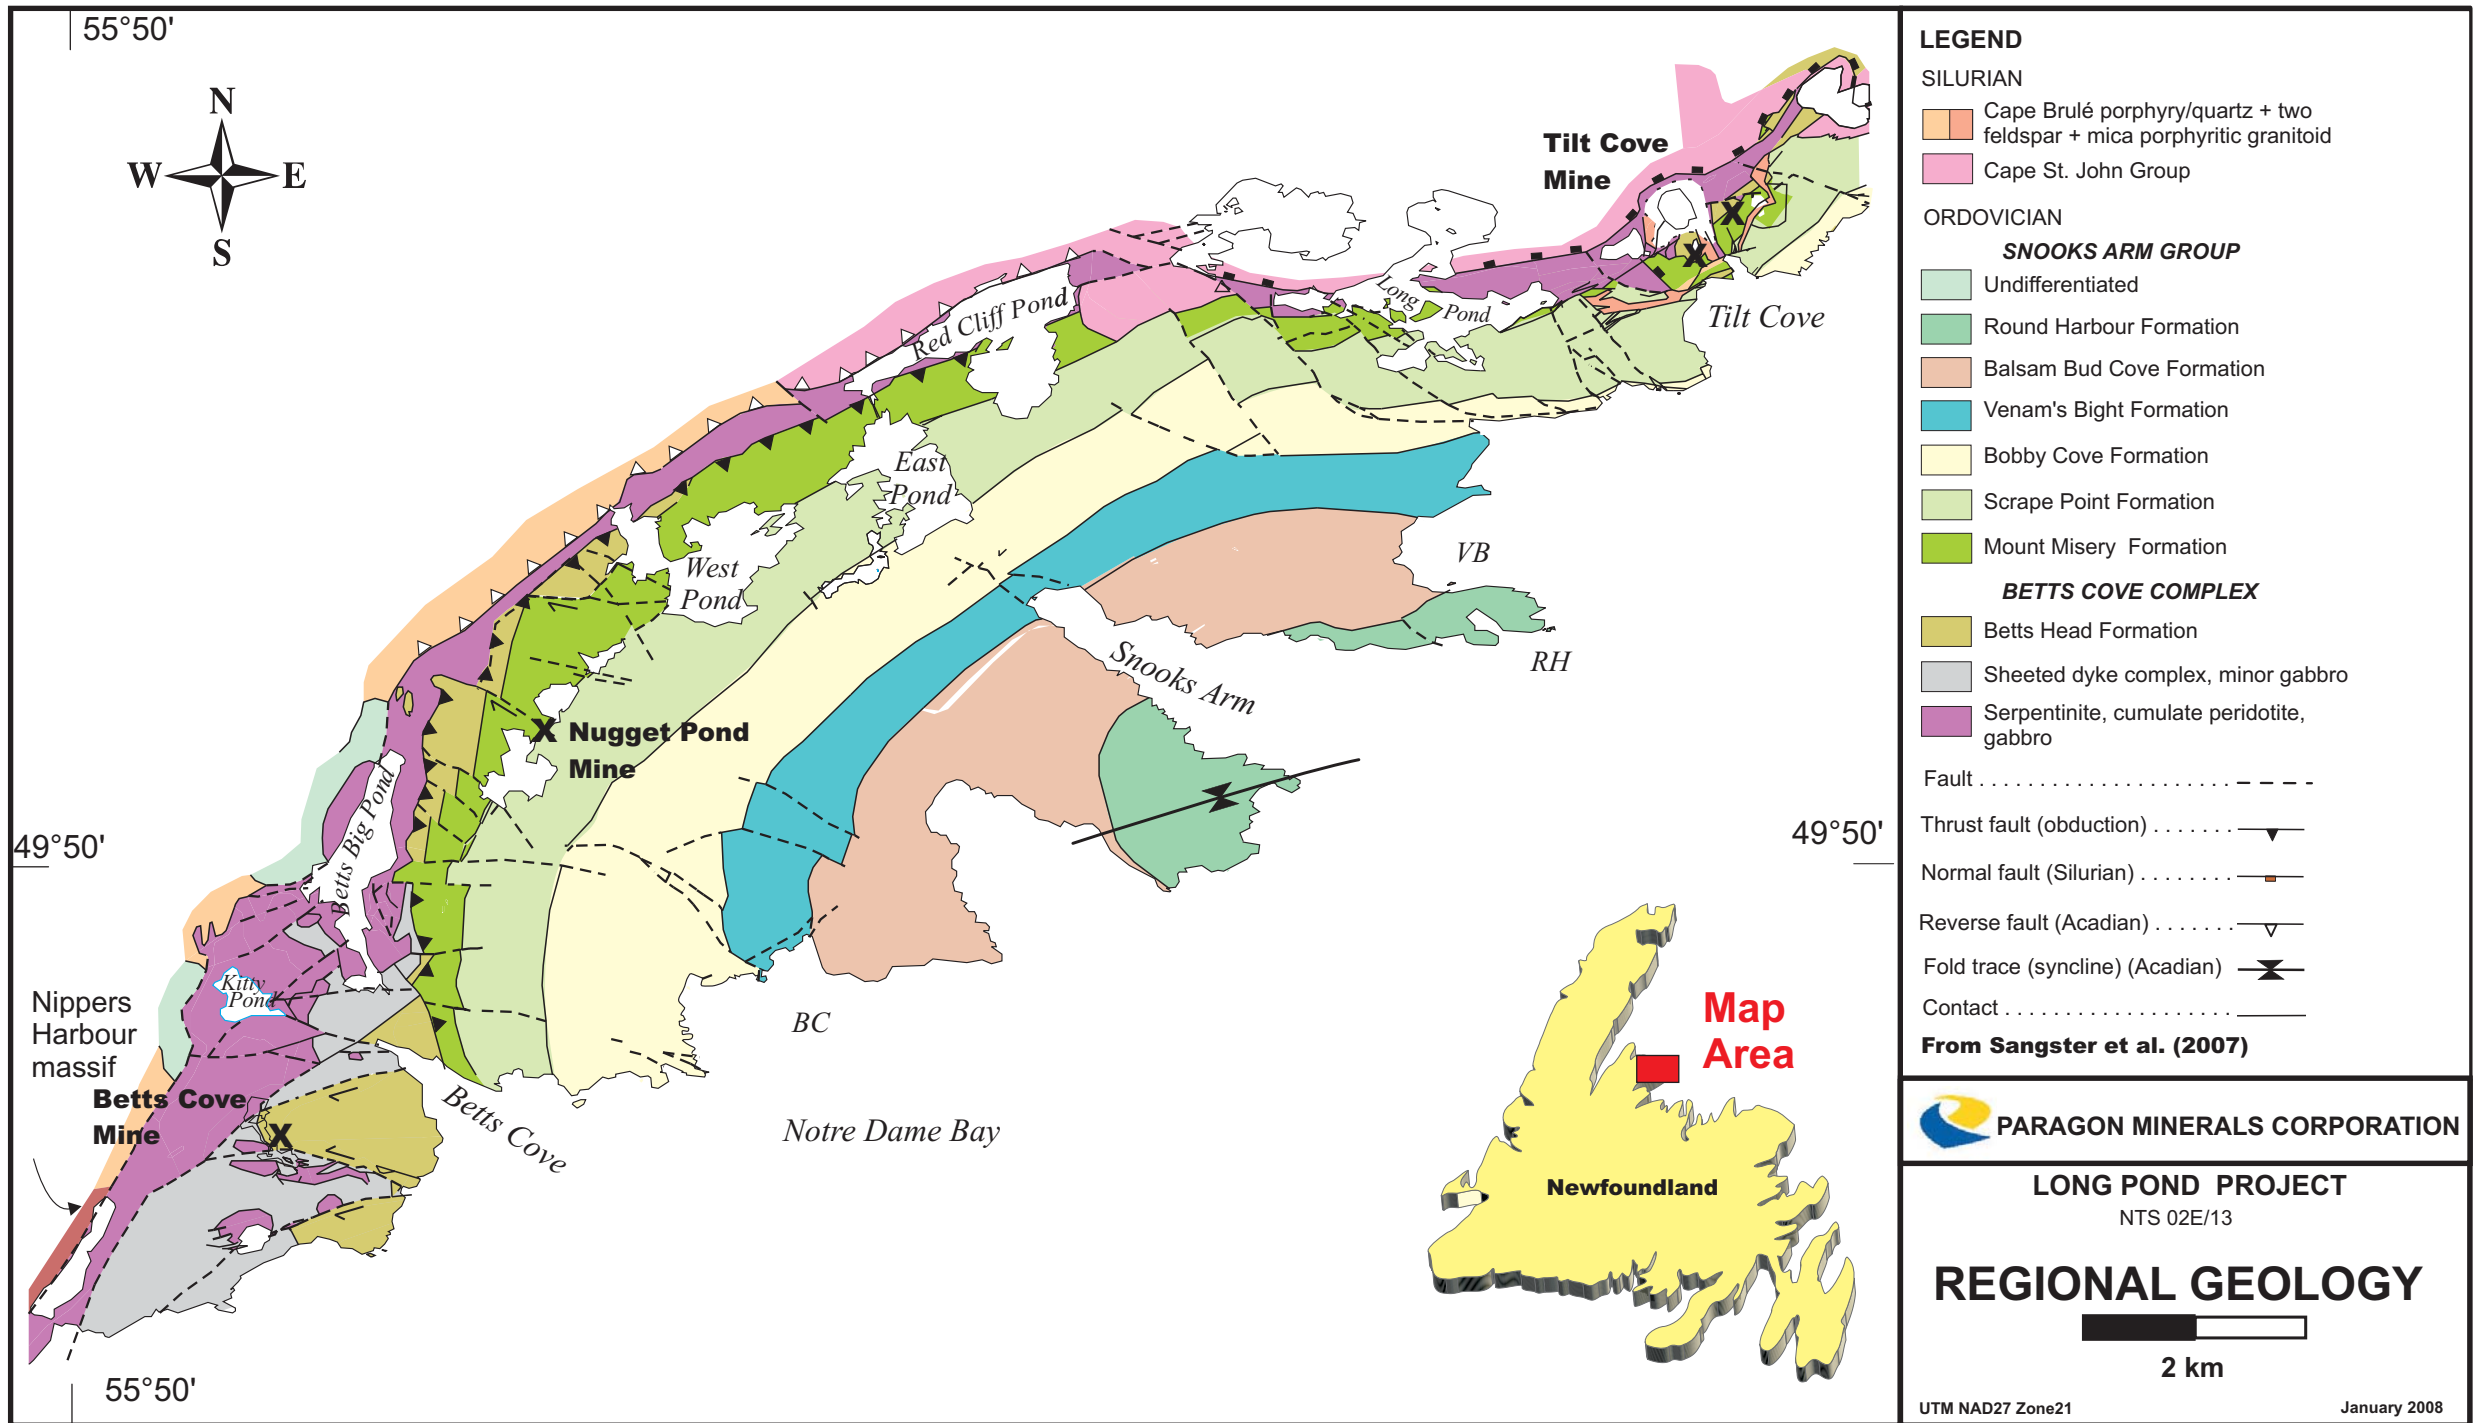 55°50'
N
W E
S
Tilt Cove
Mine
Red Cliff Pond
Long
Pond
Tilt Cove
East
Pond
West
Pond
VB
RH
Snooks Arm
Nugget Pond
Mine
Betts Big Pond
49°50'
49°50'
Kitty
Pond
Nippers
Harbour
massif
BC
Betts Cove
Mine
Betts Cove
Notre Dame Bay
55°50'
Map
Area
Newfoundland
LEGEND
SILURIAN
Cape Brulé porphyry/quartz + two
feldspar + mica porphyritic granitoid
Cape St. John Group
ORDOVICIAN
SNOOKS ARM GROUP
Undifferentiated
Round Harbour Formation
Balsam Bud Cove Formation
Venam's Bight Formation
Bobby Cove Formation
Scrape Point Formation
Mount Misery Formation
BETTS COVE COMPLEX
Betts Head Formation
Sheeted dyke complex, minor gabbro
Serpentinite, cumulate peridotite,
gabbro
Fault . . . . . . . . . . . . . . . . . . . . .
Thrust fault (obduction) . . . . . . .
Normal fault (Silurian) . . . . . . . .
Reverse fault (Acadian) . . . . . . .
Fold trace (syncline) (Acadian)
Contact . . . . . . . . . . . . . . . . . . .
From Sangster et al. (2007)
PARAGON MINERALS CORPORATION
LONG POND PROJECT
NTS 02E/13
REGIONAL GEOLOGY
2 km
UTM NAD27 Zone21
January 2008